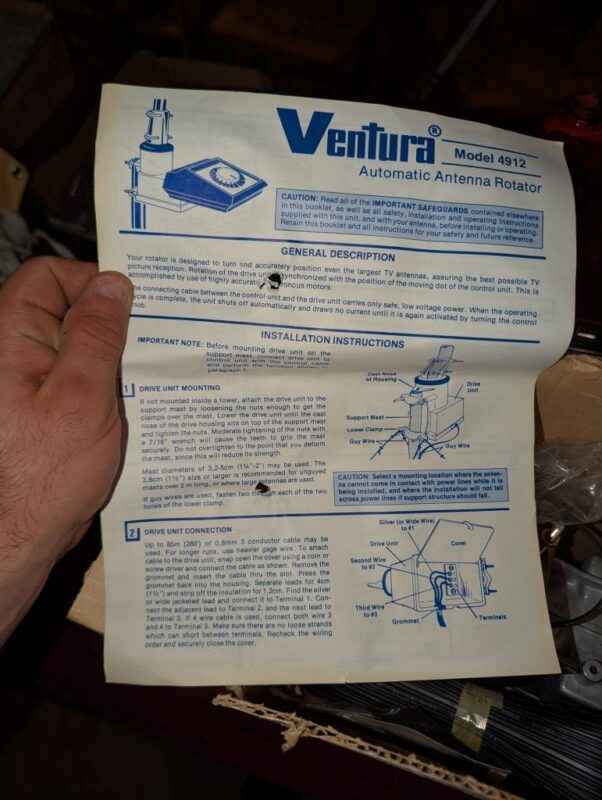 Ventura®
Model 4912
Automatic Antenna Rotator
CAUTION: Read all of the IMPORTANT SAFEGUARDS contained elsewhere
in this booklet, as well as all safety, installation and operating instructions
supplied with this unit, and with your antenna, before installing or operating.
Retain this booklet and all instructions for your safety and future reference.
GENERAL DESCRIPTION
Your rotator is designed to turn and accurately position even the largest TV antennas, assuring the best possible TV
picture reception. Rotation of the drive synchronized with the position of the moving dot of the control unit. This is
accomplished by use of highly accurate motors.
The connecting cable between the control unit and the drive unit carries only safe, low voltage power. When the operating
cycle is complete, the unit shuts off automatically and draws no current until it is again activated by turning the control
knob.
INSTALLATION INSTRUCTIONS
IMPORTANT NOTE: Before mounting drive unit on the
support mast, connect drive unit to
control unit with the control cable
and perform the
paragraph
1 DRIVE UNIT MOUNTING
If not mounted inside a tower, attach the drive unit to the
support mast by loosening the nuts enough to get the
clamps over the mast. Lower the drive unit until the cast
nose of the drive housing sits on top of the support mast
and tighten the nuts. Moderate tightening of the nuts with
a 7/16" wrench will cause the teeth to grip the mast
securely. Do not overtighten to the point that you deform
the mast, since this will reduce its strength.
Mast diameters of 3,2-5cm (1¼"-2") may be used. The
3,8cm (1½") size or larger is recommended for unguyed
masts over 2 m long, or where large antennas are used.
If guy wires are used, fasten two each of the two
holes of the lower clamp.
Cast Nose
of Housing
Drive
Unit
Support Mast
Lower Clamp
Guy Wire
Guy Wire
CAUTION: Select a mounting location where the anten-
na cannot come in contact with power lines while it is
being installed, and where the installation will not fall
across power lines if support structure should fail.
2 DRIVE UNIT CONNECTION
Up to 85m (280') of 0,6mm 3 conductor cable may be
used. For longer runs, use heavier gage wire. To attach
cable to the drive unit, snap open the cover using a coin or
screw driver and connect the cable as shown. Remove the
grommet and insert the cable thru the slot. Press the
grommet back into the housing. Separate leads for 4cm
(1½") and strip off the insulation for 1,2cm. Find the silver
or wide jacketed lead and connect it to Terminal 1. Con-
nect the adjacent lead to Terminal 2, and the next lead to
Terminal 3. If 4 wire cable is used, connect both wire 3
and 4 to Terminal 3. Make sure there are no loose strands
which can short between terminals. Recheck the wiring
order and securely close the cover.
Silver (or Wide Wire)
to #1
Drive Unit
Cover
Second Wire
to #2
Third Wire
to #3
Grommet
Terminals